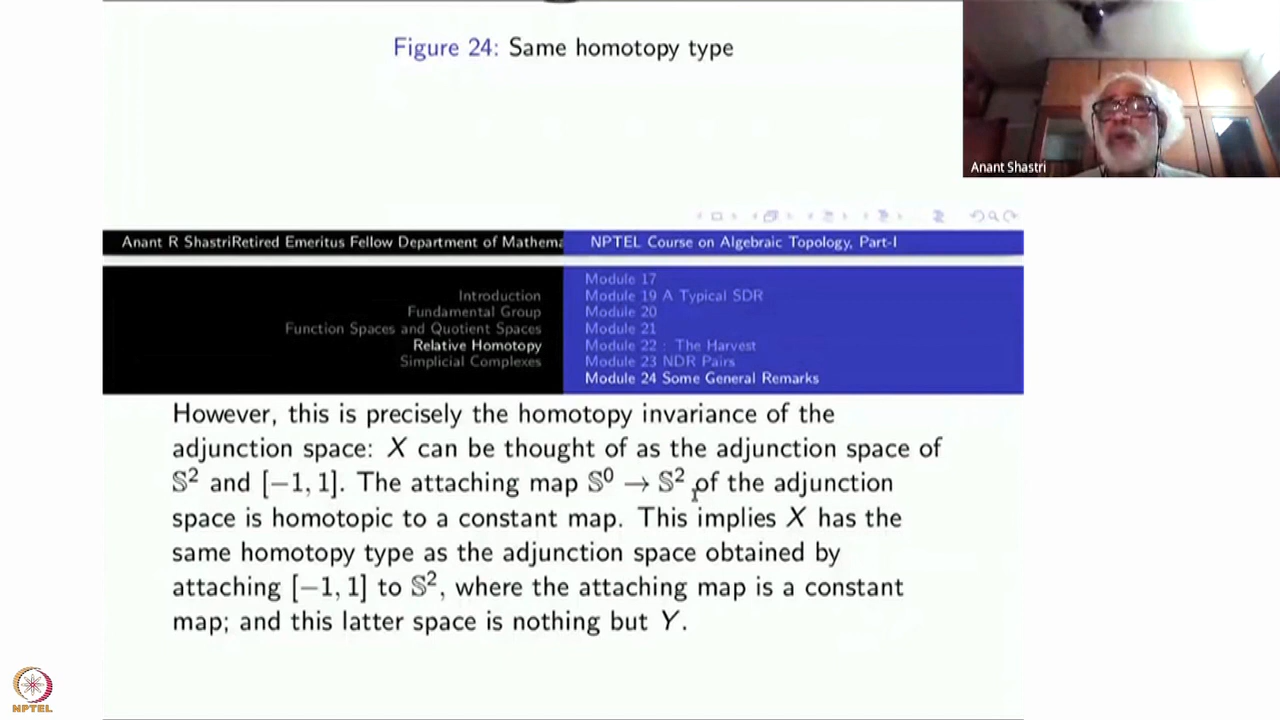 Figure 24: Same homotopy type
Anant Shastri
Anant R ShastriRetired Emeritus Fellow Department of Mathema
NPTEL Course on Algebraic Topology, Part-I
Introduction
Fundamental Group
Function Spaces and Quotient Spaces
Relative Homotopy
Simplicial Complexes
Module 17
Module 19 A Typical SDR
Module 20
Module 21
Module 22 : The Harvest
Module 23 NDR Pairs
Module 24 Some General Remarks
However, this is precisely the homotopy invariance of the
adjunction space: X can be thought of as the adjunction space of
𝕊² and [−1, 1]. The attaching map 𝕊⁰ → 𝕊² of the adjunction
space is homotopic to a constant map. This implies X has the
same homotopy type as the adjunction space obtained by
attaching [−1, 1] to 𝕊², where the attaching map is a constant
map; and this latter space is nothing but Y.
NPTEL